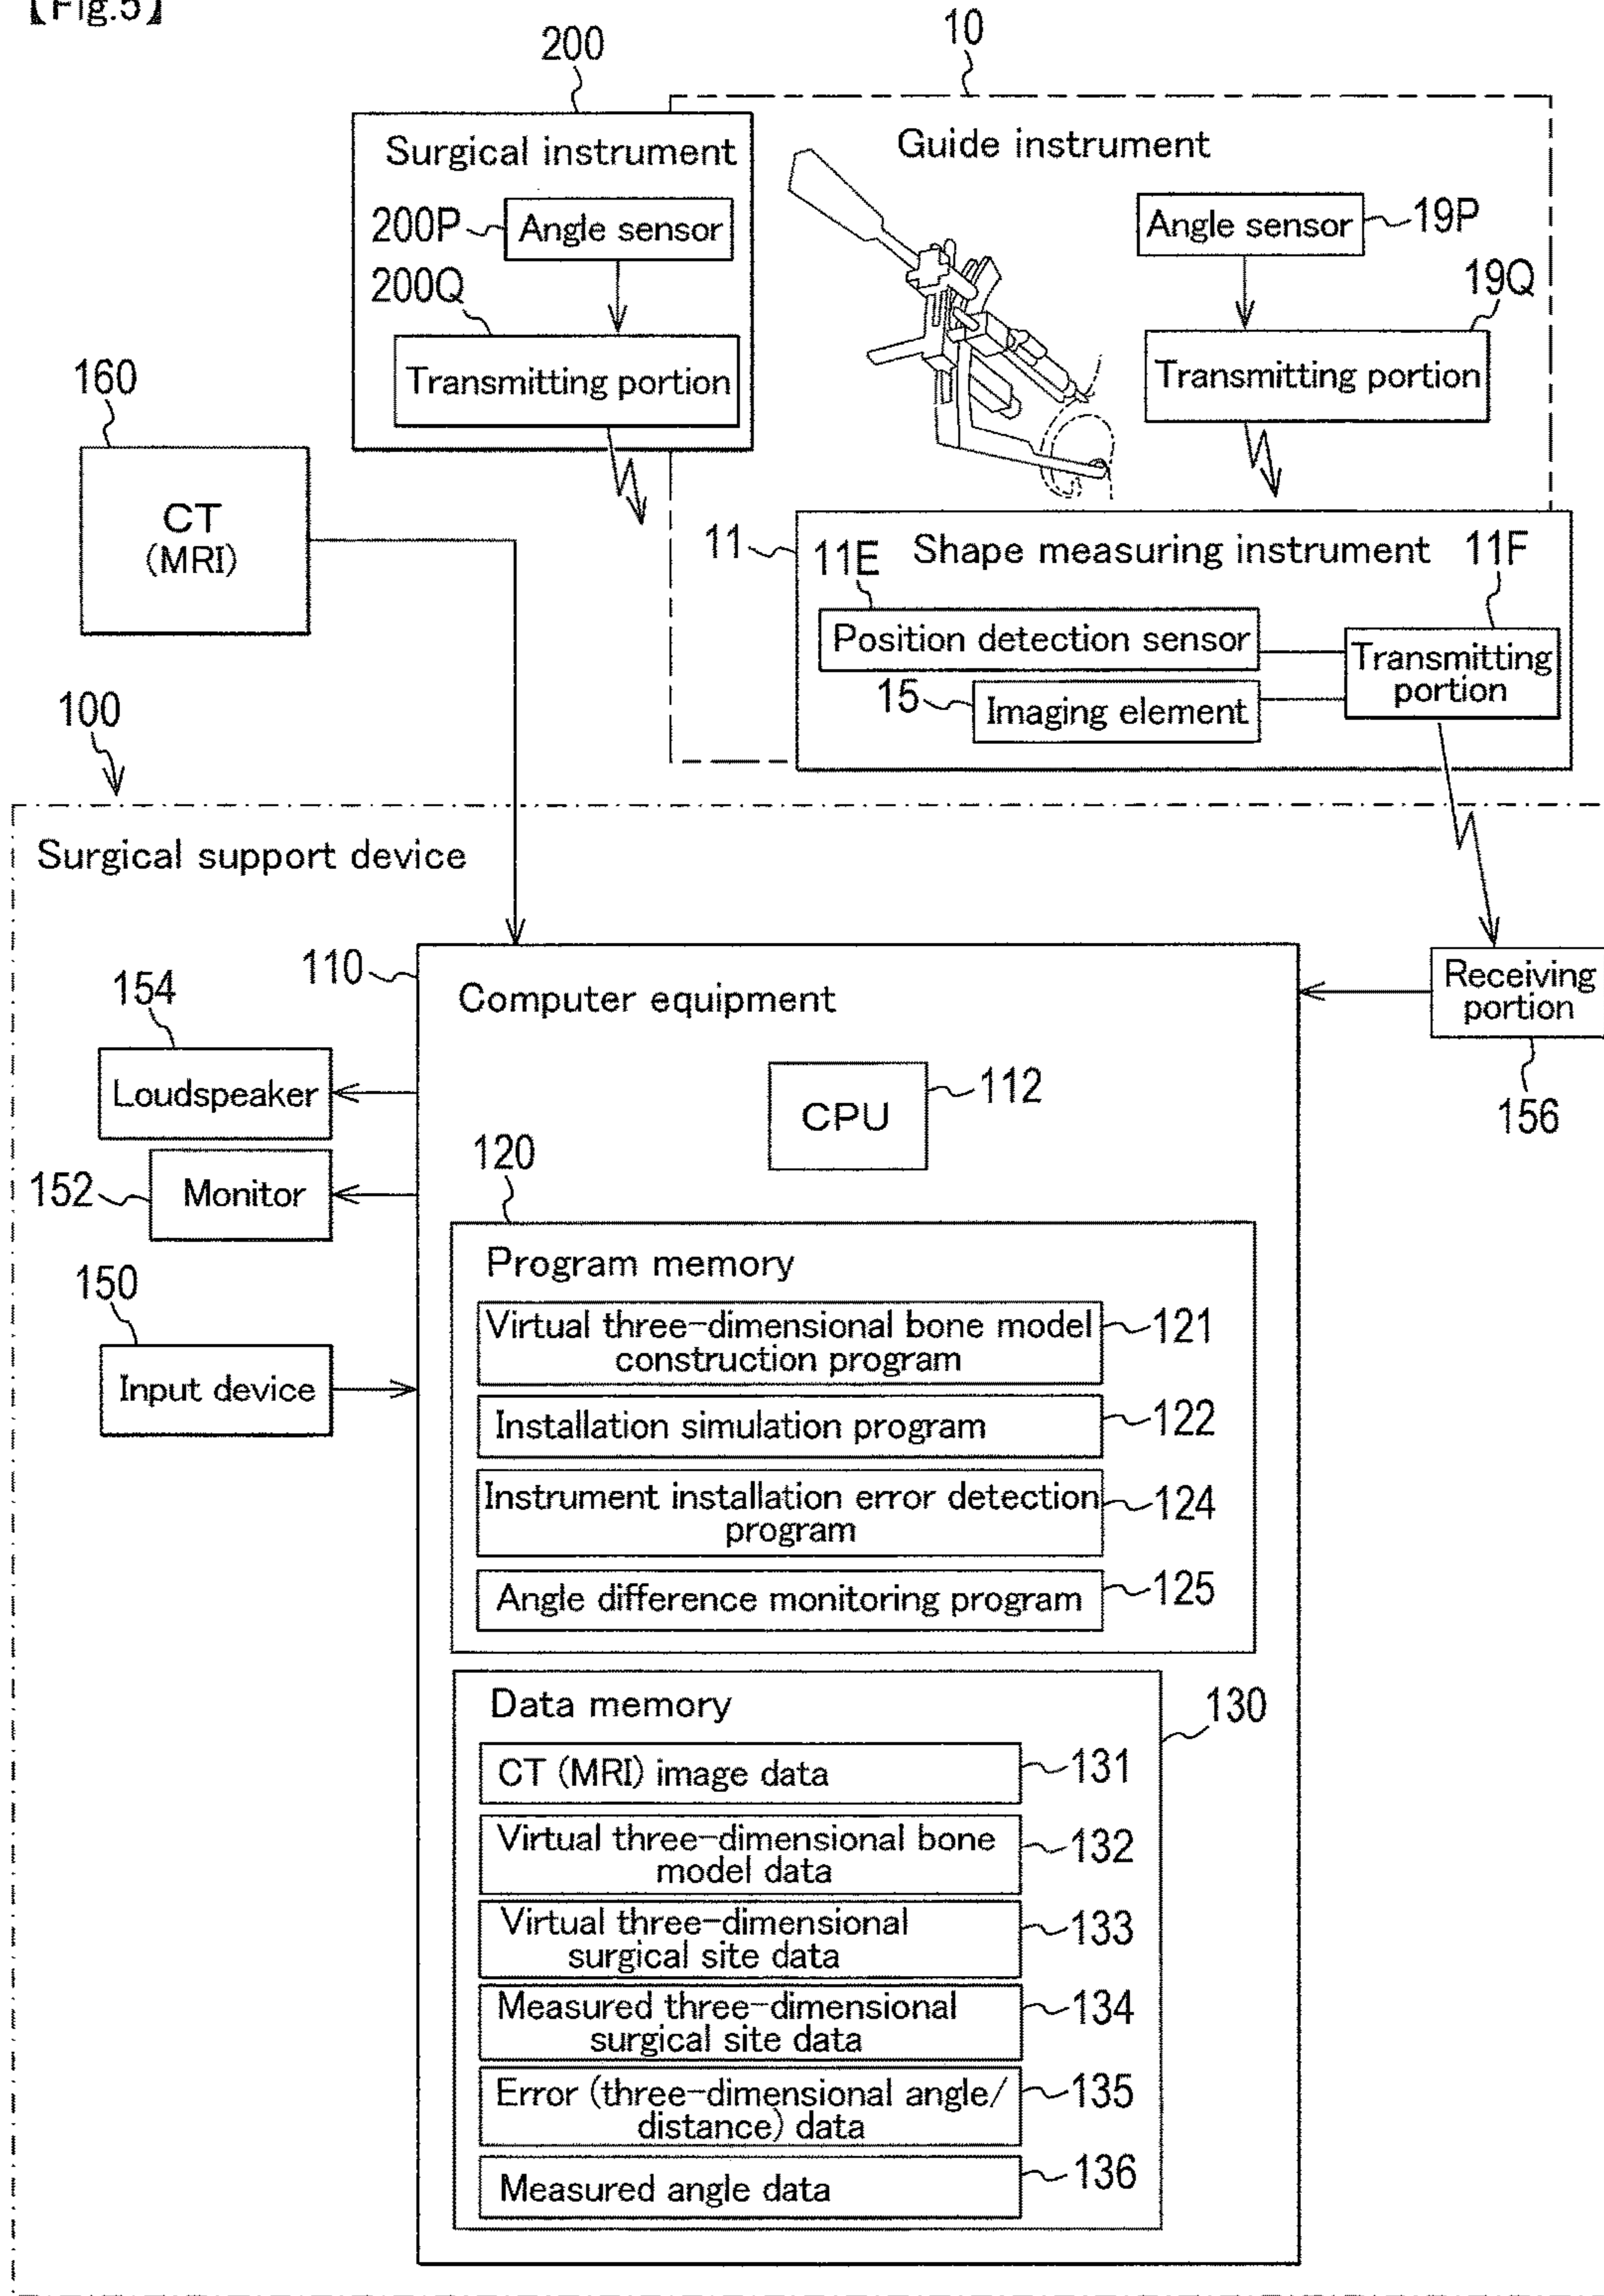 【Fig.5】
200
10
Surgical instrument
Guide instrument
200P
Angle sensor
Angle sensor
19P
200Q
19Q
Transmitting portion
Transmitting portion
160
CT
(MRI)
11
Shape measuring instrument
11E
11F
Position detection sensor
Transmitting
portion
15
Imaging element
100
Surgical support device
110
Computer equipment
Receiving
portion
156
154
Loudspeaker
CPU
112
152
Monitor
120
Program memory
150
Input device
Virtual three-dimensional bone model
construction program
121
Installation simulation program
122
Instrument installation error detection
program
124
Angle difference monitoring program
125
Data memory
130
CT (MRI) image data
131
Virtual three-dimensional bone
model data
132
Virtual three-dimensional
surgical site data
133
Measured three-dimensional
surgical site data
134
Error (three-dimensional angle/
distance) data
135
Measured angle data
136